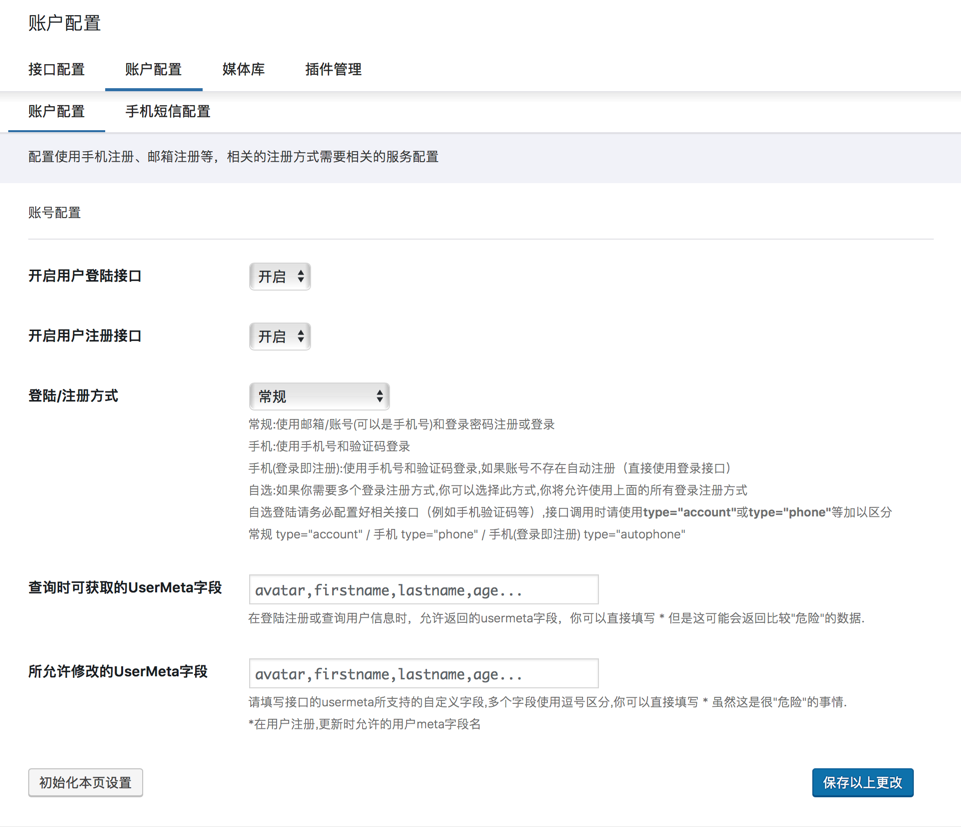 账户配置
接口配置 账户配置 媒体库 插件管理
账户配置 手机短信配置
配置使用手机注册、邮箱注册等，相关的注册方式需要相关的服务配置
账号配置
开启用户登陆接口 开启
开启用户注册接口 开启
登陆/注册方式 常规
常规:使用邮箱/账号(可以是手机号)和登录密码注册或登录
手机:使用手机号和验证码登录
手机(登录即注册):使用手机号和验证码登录,如果账号不存在自动注册（直接使用登录接口）
自选:如果你需要多个登录注册方式,你可以选择此方式,你将允许使用上面的所有登录注册方式
自选登陆请务必配置好相关接口（例如手机验证码等）,接口调用时请使用type="account"或type="phone"等加以区分
常规 type="account" / 手机 type="phone" / 手机(登录即注册) type="autophone"
查询时可获取的UserMeta字段 avatar,firstname,lastname,age...
在登陆注册或查询用户信息时，允许返回的usermeta字段，你可以直接填写 * 但是这可能会返回比较"危险"的数据.
所允许修改的UserMeta字段 avatar,firstname,lastname,age...
请填写接口的usermeta所支持的自定义字段,多个字段使用逗号区分,你可以直接填写 * 虽然这是很"危险"的事情.
*在用户注册,更新时允许的用户meta字段名
初始化本页设置 保存以上更改